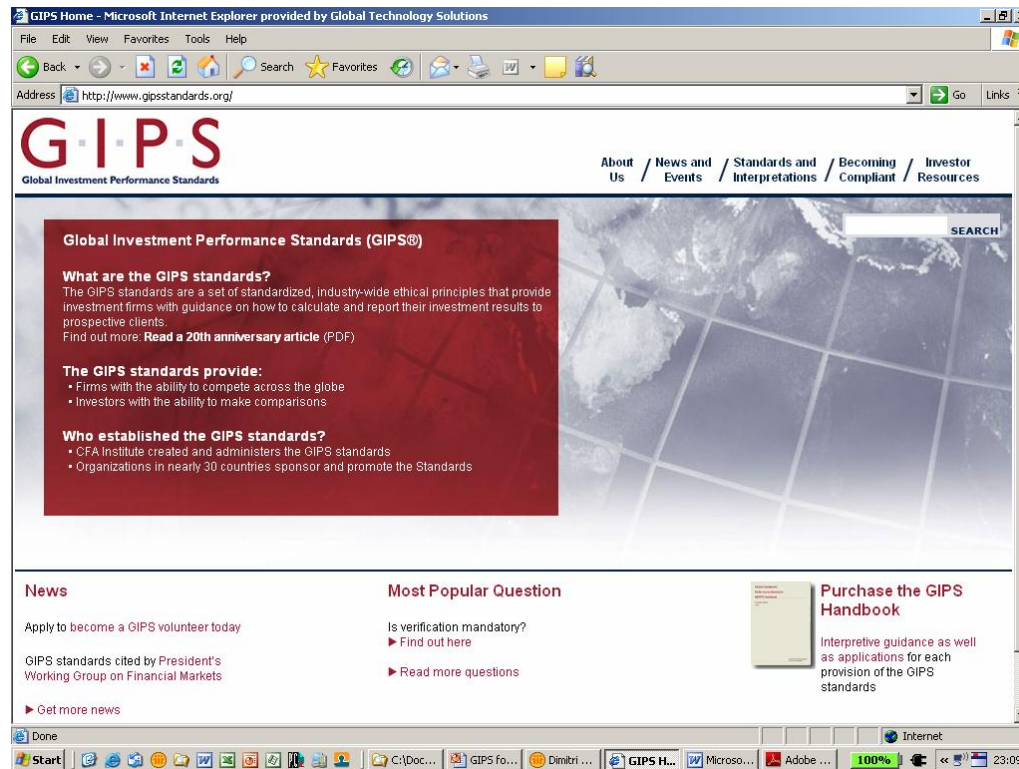 GIPS Home - Microsoft Internet Explorer provided by Global Technology Solutions
File Edit View Favorites Tools Help
Back Search Favorites
Address http://www.gipsstandards.org/ Go Links
G·I·P·S
Global Investment Performance Standards
About Us / News and Events / Standards and Interpretations / Becoming Compliant / Investor Resources
SEARCH
Global Investment Performance Standards (GIPS®)
What are the GIPS standards?
The GIPS standards are a set of standardized, industry-wide ethical principles that provide
investment firms with guidance on how to calculate and report their investment results to
prospective clients.
Find out more: Read a 20th anniversary article (PDF)
The GIPS standards provide:
• Firms with the ability to compete across the globe
• Investors with the ability to make comparisons
Who established the GIPS standards?
• CFA Institute created and administers the GIPS standards
• Organizations in nearly 30 countries sponsor and promote the Standards
News
Apply to become a GIPS volunteer today
GIPS standards cited by President's
Working Group on Financial Markets
▶ Get more news
Most Popular Question
Is verification mandatory?
▶ Find out here
▶ Read more questions
Purchase the GIPS
Handbook
Interpretive guidance as well
as applications for each
provision of the GIPS
standards
Done Internet
Start C:\Doc... GIPS fo... Dimitri ... GIPS H... Microso... Adobe ... 100% « 23:09